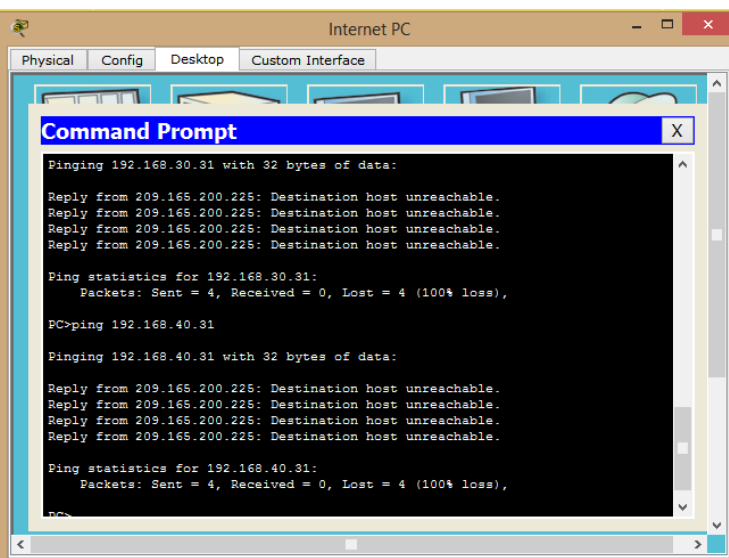 Internet PC
Physical Config Desktop Custom Interface
Command Prompt X
Pinging 192.168.30.31 with 32 bytes of data:
Reply from 209.165.200.225: Destination host unreachable.
Reply from 209.165.200.225: Destination host unreachable.
Reply from 209.165.200.225: Destination host unreachable.
Reply from 209.165.200.225: Destination host unreachable.
Ping statistics for 192.168.30.31:
Packets: Sent = 4, Received = 0, Lost = 4 (100% loss),
PC>ping 192.168.40.31
Pinging 192.168.40.31 with 32 bytes of data:
Reply from 209.165.200.225: Destination host unreachable.
Reply from 209.165.200.225: Destination host unreachable.
Reply from 209.165.200.225: Destination host unreachable.
Reply from 209.165.200.225: Destination host unreachable.
Ping statistics for 192.168.40.31:
Packets: Sent = 4, Received = 0, Lost = 4 (100% loss),
PC>